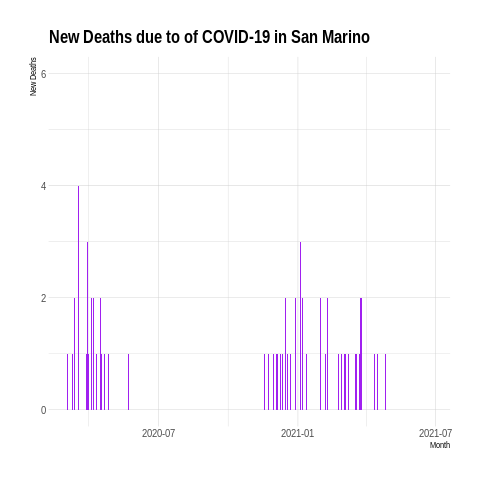 New Deaths due to of COVID-19 in San Marino
New Deaths
6
4
2
0
2020-07 2021-01 2021-07
Month